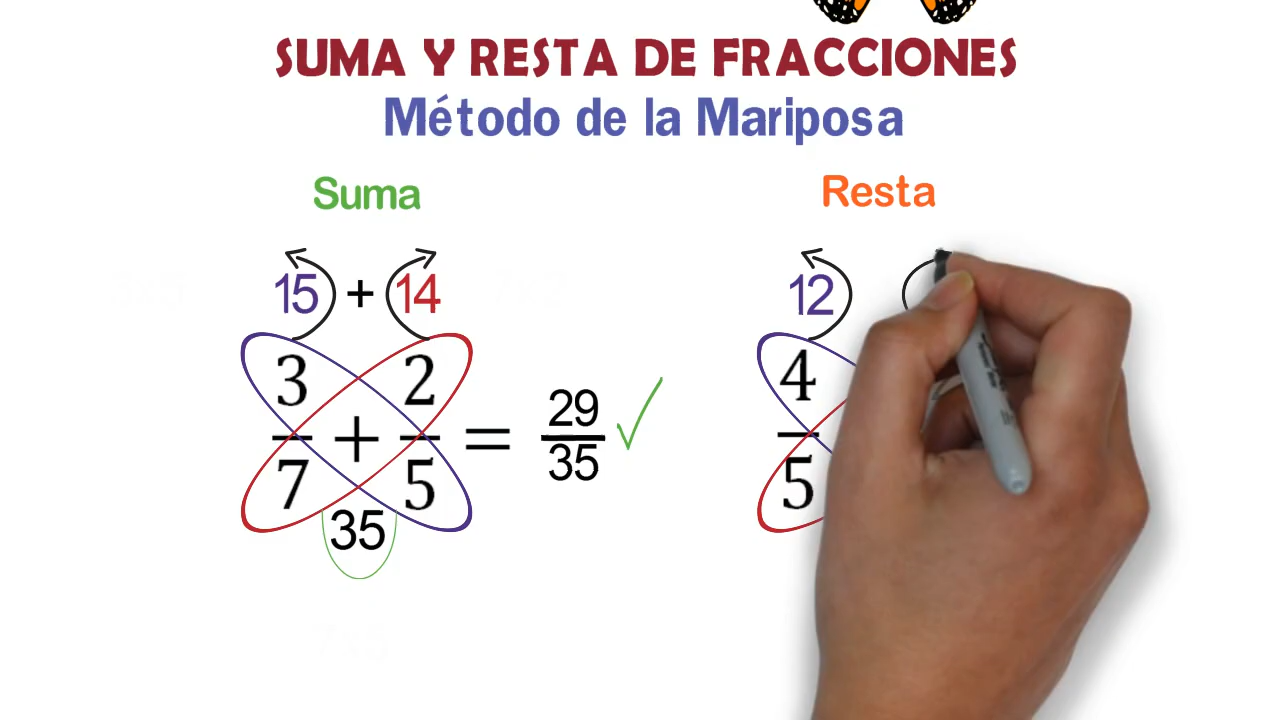 SUMA Y RESTA DE FRACCIONES
Método de la Mariposa
Suma
Resta
15 + 14
12
3/7 + 2/5 = 29/35 ✓
35
4/5